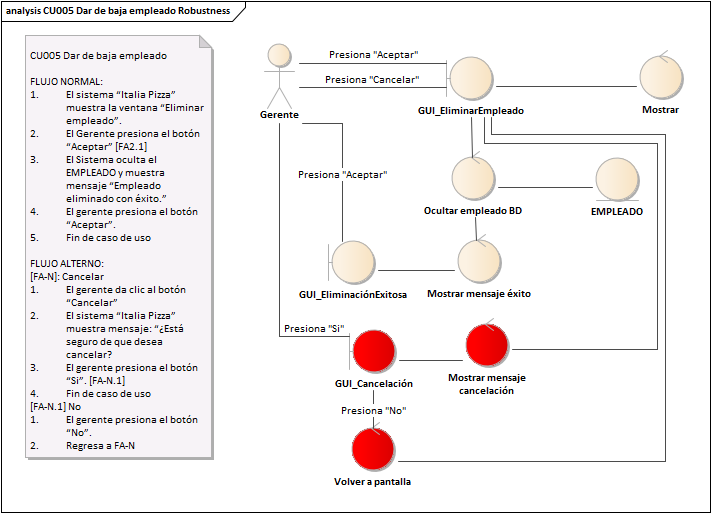 analysis CU005 Dar de baja empleado Robustness
CU005 Dar de baja empleado
FLUJO NORMAL:
1. El sistema “Italia Pizza”
muestra la ventana “Eliminar
empleado”.
2. El Gerente presiona el botón
“Aceptar” [FA2.1]
3. El Sistema oculta el
EMPLEADO y muestra
mensaje “Empleado
eliminado con éxito.”
4. El gerente presiona el botón
“Aceptar”.
5. Fin de caso de uso
FLUJO ALTERNO:
[FA-N]: Cancelar
1. El gerente da clic al botón
“Cancelar”
2. El sistema “Italia Pizza”
muestra mensaje: “¿Está
seguro de que desea
cancelar?
3. El gerente presiona el botón
“Si”. [FA-N.1]
4. Fin de caso de uso
[FA-N.1] No
1. El gerente presiona el botón
“No”.
2. Regresa a FA-N
Presiona "Aceptar"
Presiona "Cancelar"
Gerente
GUI_EliminarEmpleado
Mostrar
Presiona "Aceptar"
Ocultar empleado BD
EMPLEADO
GUI_EliminaciónExitosa
Mostrar mensaje éxito
Presiona "Si"
GUI_Cancelación
Mostrar mensaje
cancelación
Presiona "No"
Volver a pantalla